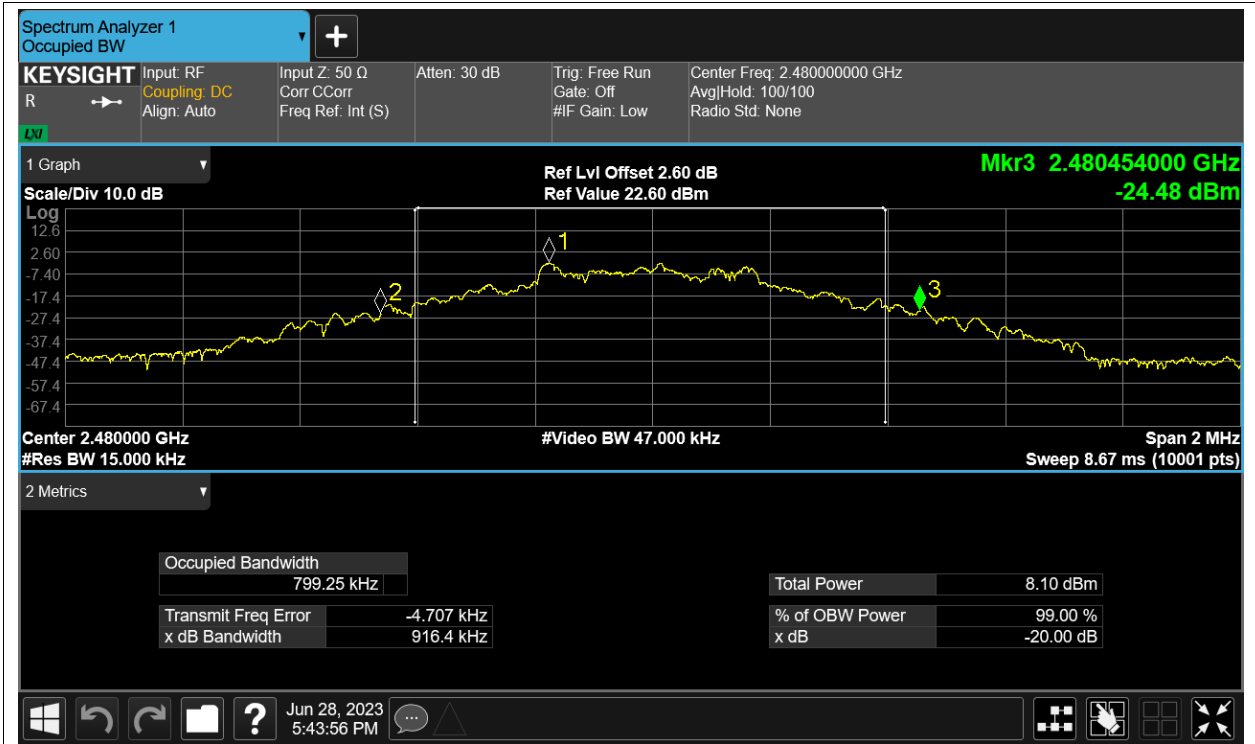 Spectrum Analyzer 1
Occupied BW
KEYSIGHT
R
LXI
Input: RF
Coupling: DC
Align: Auto
Input Z: 50 Ω
Corr CCorr
Freq Ref: Int (S)
Atten: 30 dB
Trig: Free Run
Gate: Off
#IF Gain: Low
Center Freq: 2.480000000 GHz
Avg|Hold: 100/100
Radio Std: None
1 Graph
Scale/Div 10.0 dB
Ref Lvl Offset 2.60 dB
Ref Value 22.60 dBm
Mkr3 2.480454000 GHz
-24.48 dBm
Log
12.6
2.60
-7.40
-17.4
-27.4
-37.4
-47.4
-57.4
-67.4
1
2
3
Center 2.480000 GHz
#Res BW 15.000 kHz
#Video BW 47.000 kHz
Span 2 MHz
Sweep 8.67 ms (10001 pts)
2 Metrics
Occupied Bandwidth
799.25 kHz
Transmit Freq Error -4.707 kHz
x dB Bandwidth 916.4 kHz
Total Power 8.10 dBm
% of OBW Power 99.00 %
x dB -20.00 dB
?
Jun 28, 2023
5:43:56 PM